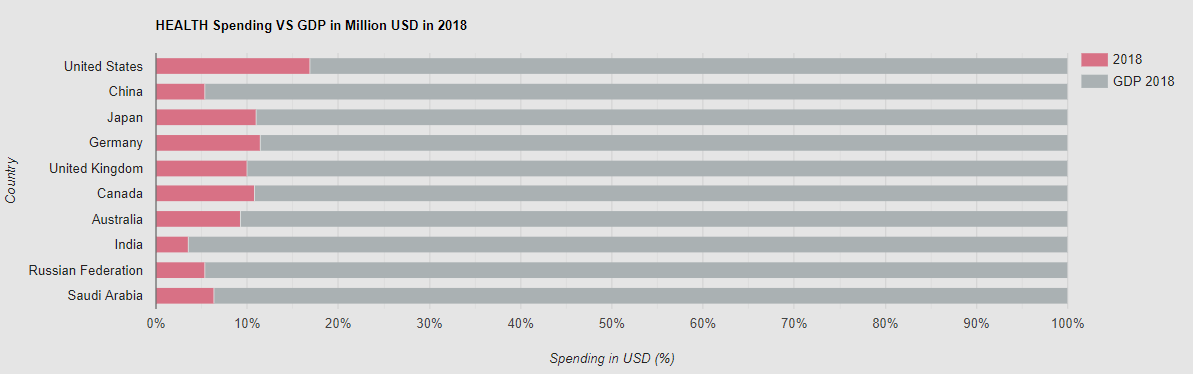 HEALTH Spending VS GDP in Million USD in 2018
2018
GDP 2018
Country
United States
China
Japan
Germany
United Kingdom
Canada
Australia
India
Russian Federation
Saudi Arabia
0% 10% 20% 30% 40% 50% 60% 70% 80% 90% 100%
Spending in USD (%)